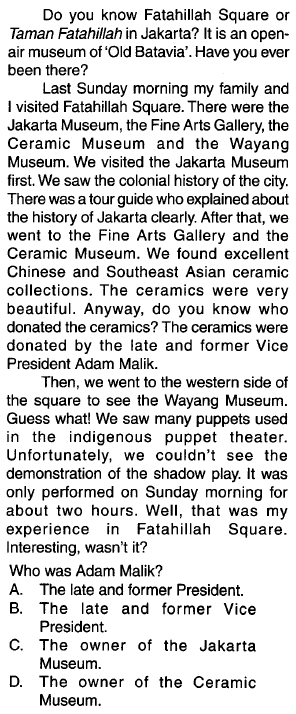 Do you know Fatahillah Square or
Taman Fatahillah in Jakarta? It is an open-
air museum of ‘Old Batavia’. Have you ever
been there?
Last Sunday morning my family and
I visited Fatahillah Square. There were the
Jakarta Museum, the Fine Arts Gallery, the
Ceramic Museum and the Wayang
Museum. We visited the Jakarta Museum
first. We saw the colonial history of the city.
There was a tour guide who explained about
the history of Jakarta clearly. After that, we
went to the Fine Arts Gallery and the
Ceramic Museum. We found excellent
Chinese and Southeast Asian ceramic
collections. The ceramics were very
beautiful. Anyway, do you know who
donated the ceramics? The ceramics were
donated by the late and former Vice
President Adam Malik.
Then, we went to the western side of
the square to see the Wayang Museum.
Guess what! We saw many puppets used
in the indigenous puppet theater.
Unfortunately, we couldn’t see the
demonstration of the shadow play. It was
only performed on Sunday morning for
about two hours. Well, that was my
experience in Fatahillah Square.
Interesting, wasn’t it?
Who was Adam Malik?
A. The late and former President.
B. The late and former Vice
President.
C. The owner of the Jakarta
Museum.
D. The owner of the Ceramic
Museum.